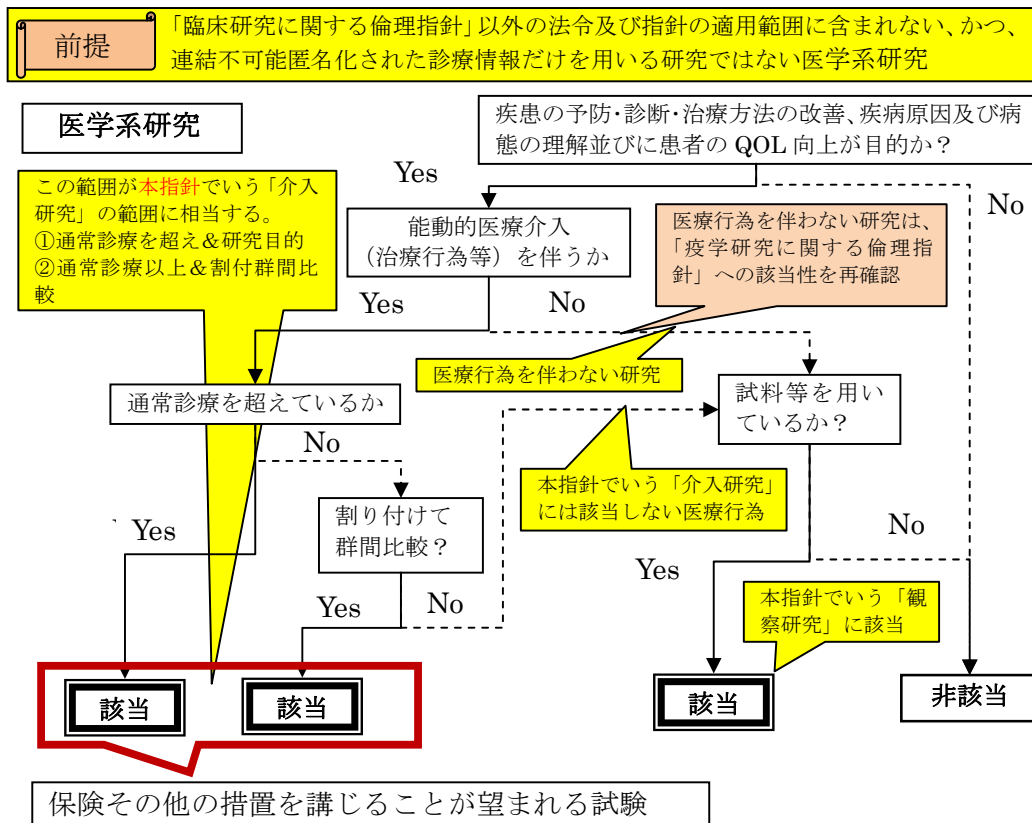 前提
「臨床研究に関する倫理指針」以外の法令及び指針の適用範囲に含まれない、かつ、
連結不可能匿名化された診療情報だけを用いる研究ではない医学系研究
医学系研究
疾患の予防・診断・治療方法の改善、疾病原因及び病
態の理解並びに患者の QOL 向上が目的か？
Yes
No
この範囲が本指針でいう「介入
研究」の範囲に相当する。
①通常診療を超え＆研究目的
②通常診療以上＆割付群間比
較
能動的医療介入
（治療行為等）を伴うか
医療行為を伴わない研究は、
「疫学研究に関する倫理指
針」への該当性を再確認
Yes
No
医療行為を伴わない研究
通常診療を超えているか
試料等を用い
ているか？
No
本指針でいう「介入研究」
には該当しない医療行為
割り付けて
群間比較？
Yes
No
Yes
Yes
No
本指針でいう「観
察研究」に該当
該当
該当
該当
非該当
保険その他の措置を講じることが望まれる試験